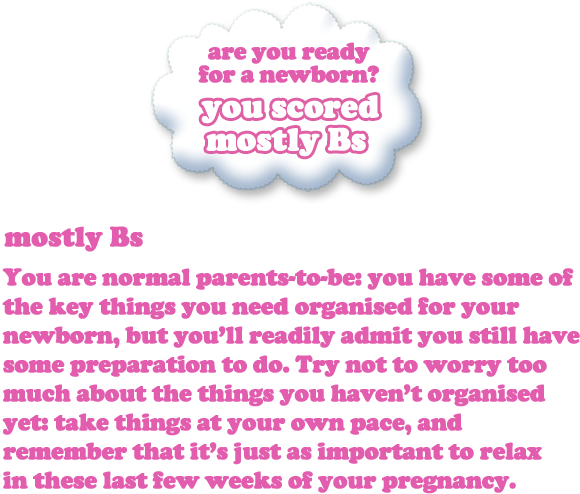 are you ready
for a newborn?
you scored
mostly Bs
mostly Bs
You are normal parents-to-be: you have some of
the key things you need organised for your
newborn, but you’ll readily admit you still have
some preparation to do. Try not to worry too
much about the things you haven’t organised
yet: take things at your own pace, and
remember that it’s just as important to relax
in these last few weeks of your pregnancy.